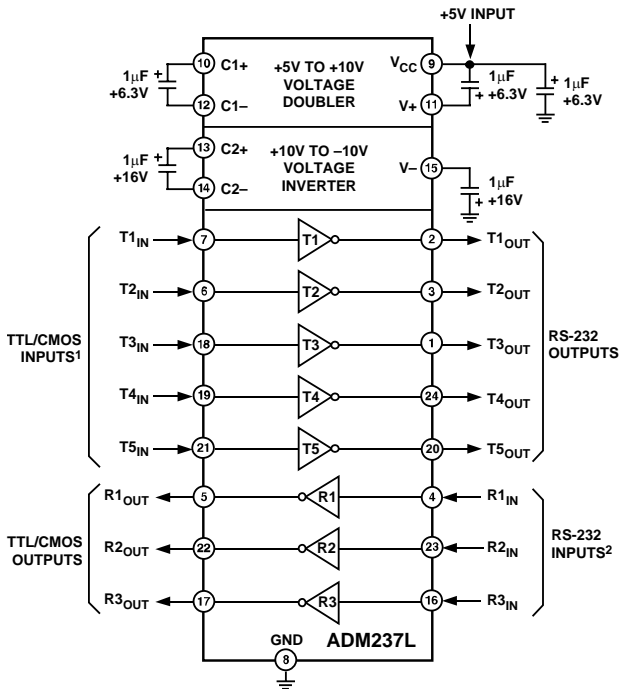 +5V INPUT
10 C1+ +5V TO +10V VOLTAGE DOUBLER VCC 9
1μF + +6.3V
12 C1– V+ 11
1μF + +6.3V
1μF + +6.3V
13 C2+ +10V TO –10V VOLTAGE INVERTER V– 15
1μF + +16V
14 C2–
1μF + +16V
TTL/CMOS INPUTS1
T1IN 7 T1 2 T1OUT
T2IN 6 T2 3 T2OUT
T3IN 18 T3 1 T3OUT
T4IN 19 T4 24 T4OUT
T5IN 21 T5 20 T5OUT
RS-232 OUTPUTS
TTL/CMOS OUTPUTS
R1OUT 5 R1 4 R1IN
R2OUT 22 R2 23 R2IN
R3OUT 17 R3 16 R3IN
RS-232 INPUTS2
GND ADM237L
8